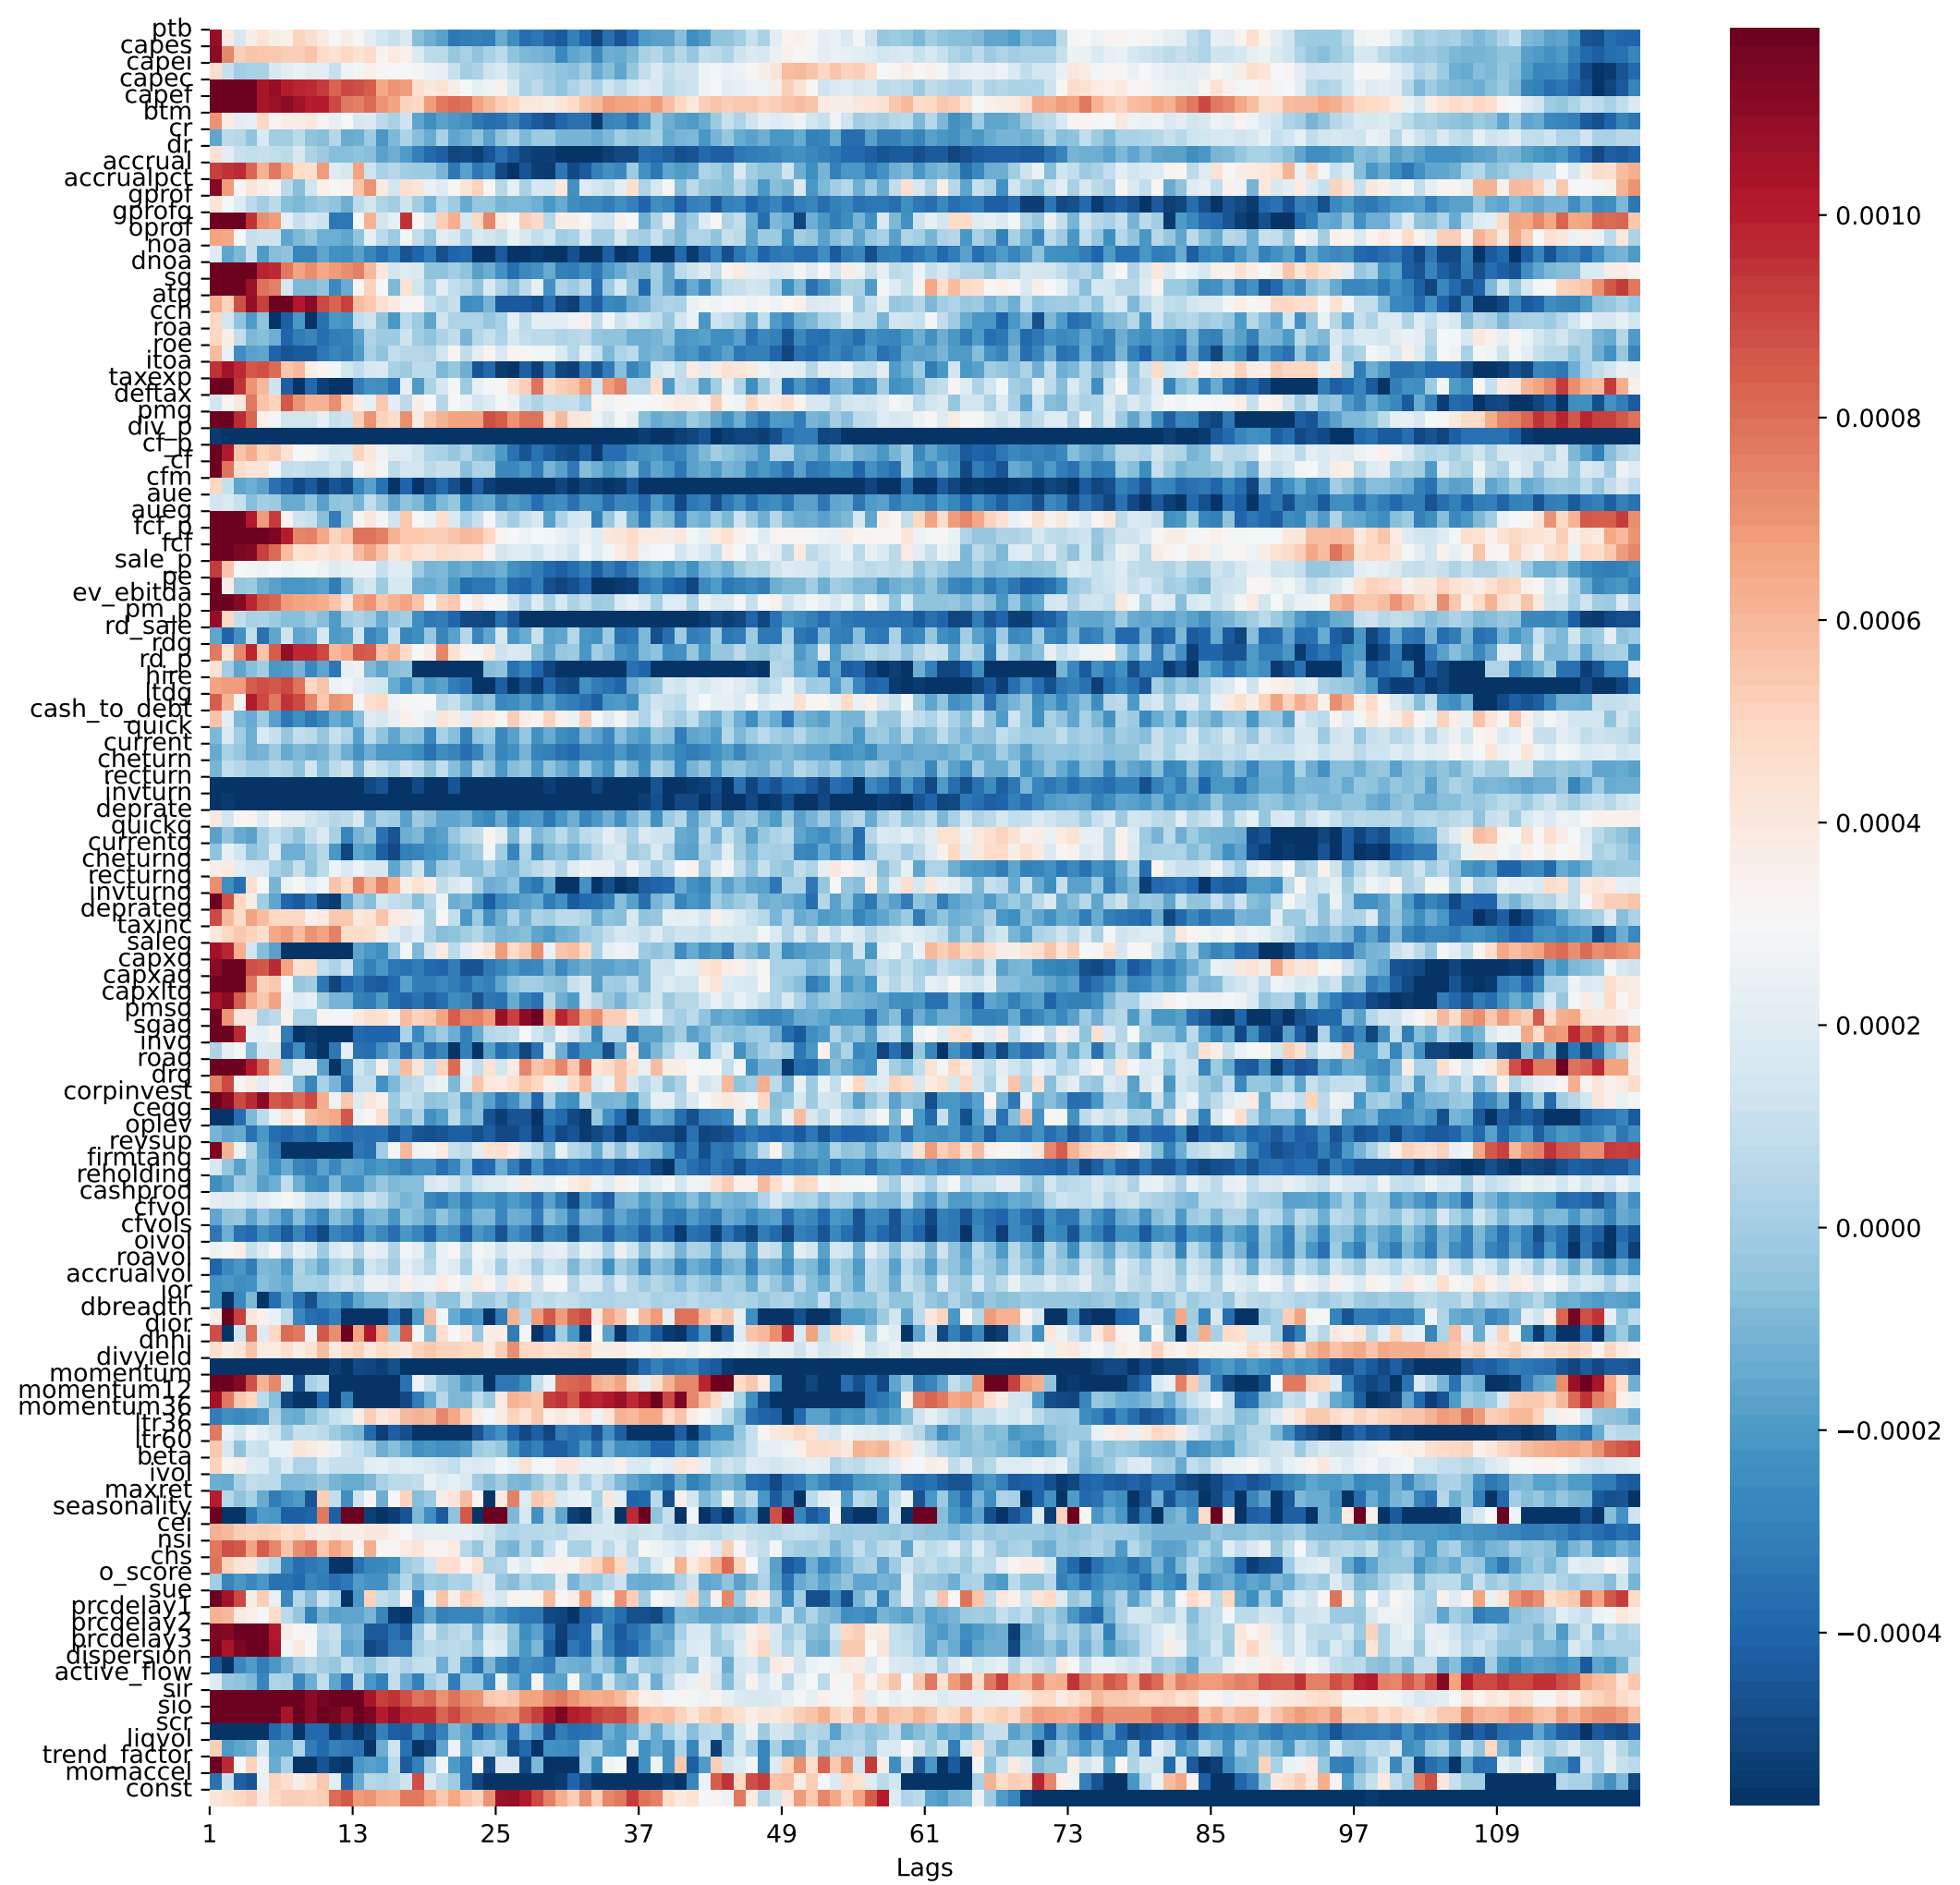 ptb
capes
capei
capec
capef
btm
cr
dr
accrual
accrualpct
gprof
gprofg
oprof
noa
dnoa
sg
atg
cch
roa
roe
itoa
taxexp
deftax
pmg
div_p
cf_p
cf
cfm
aue
aueg
fcf_p
fcf
sale_p
pe
ev_ebitda
pm_p
rd_sale
rdg
rd_p
hire
ltdg
cash_to_debt
quick
current
cheturn
recturn
invturn
deprate
quickg
currentg
cheturng
recturng
invturng
deprateg
taxinc
saleg
capxg
capxag
capxitg
pmsg
sgag
invg
roag
drg
corpinvest
ceqg
oplev
revsup
firmtang
reholding
cashprod
cfvol
cfvols
oivol
roavol
accrualvol
ior
dbreadth
dior
dhhi
divyield
momentum
momentum12
momentum36
ltr36
ltr60
beta
ivol
maxret
seasonality
cei
nsi
chs
o_score
sue
prcdelay1
prcdelay2
prcdelay3
dispersion
active_flow
sir
sio
scr
liqvol
trend_factor
momaccel
const
1 13 25 37 49 61 73 85 97 109
Lags
0.0010
0.0008
0.0006
0.0004
0.0002
0.0000
−0.0002
−0.0004